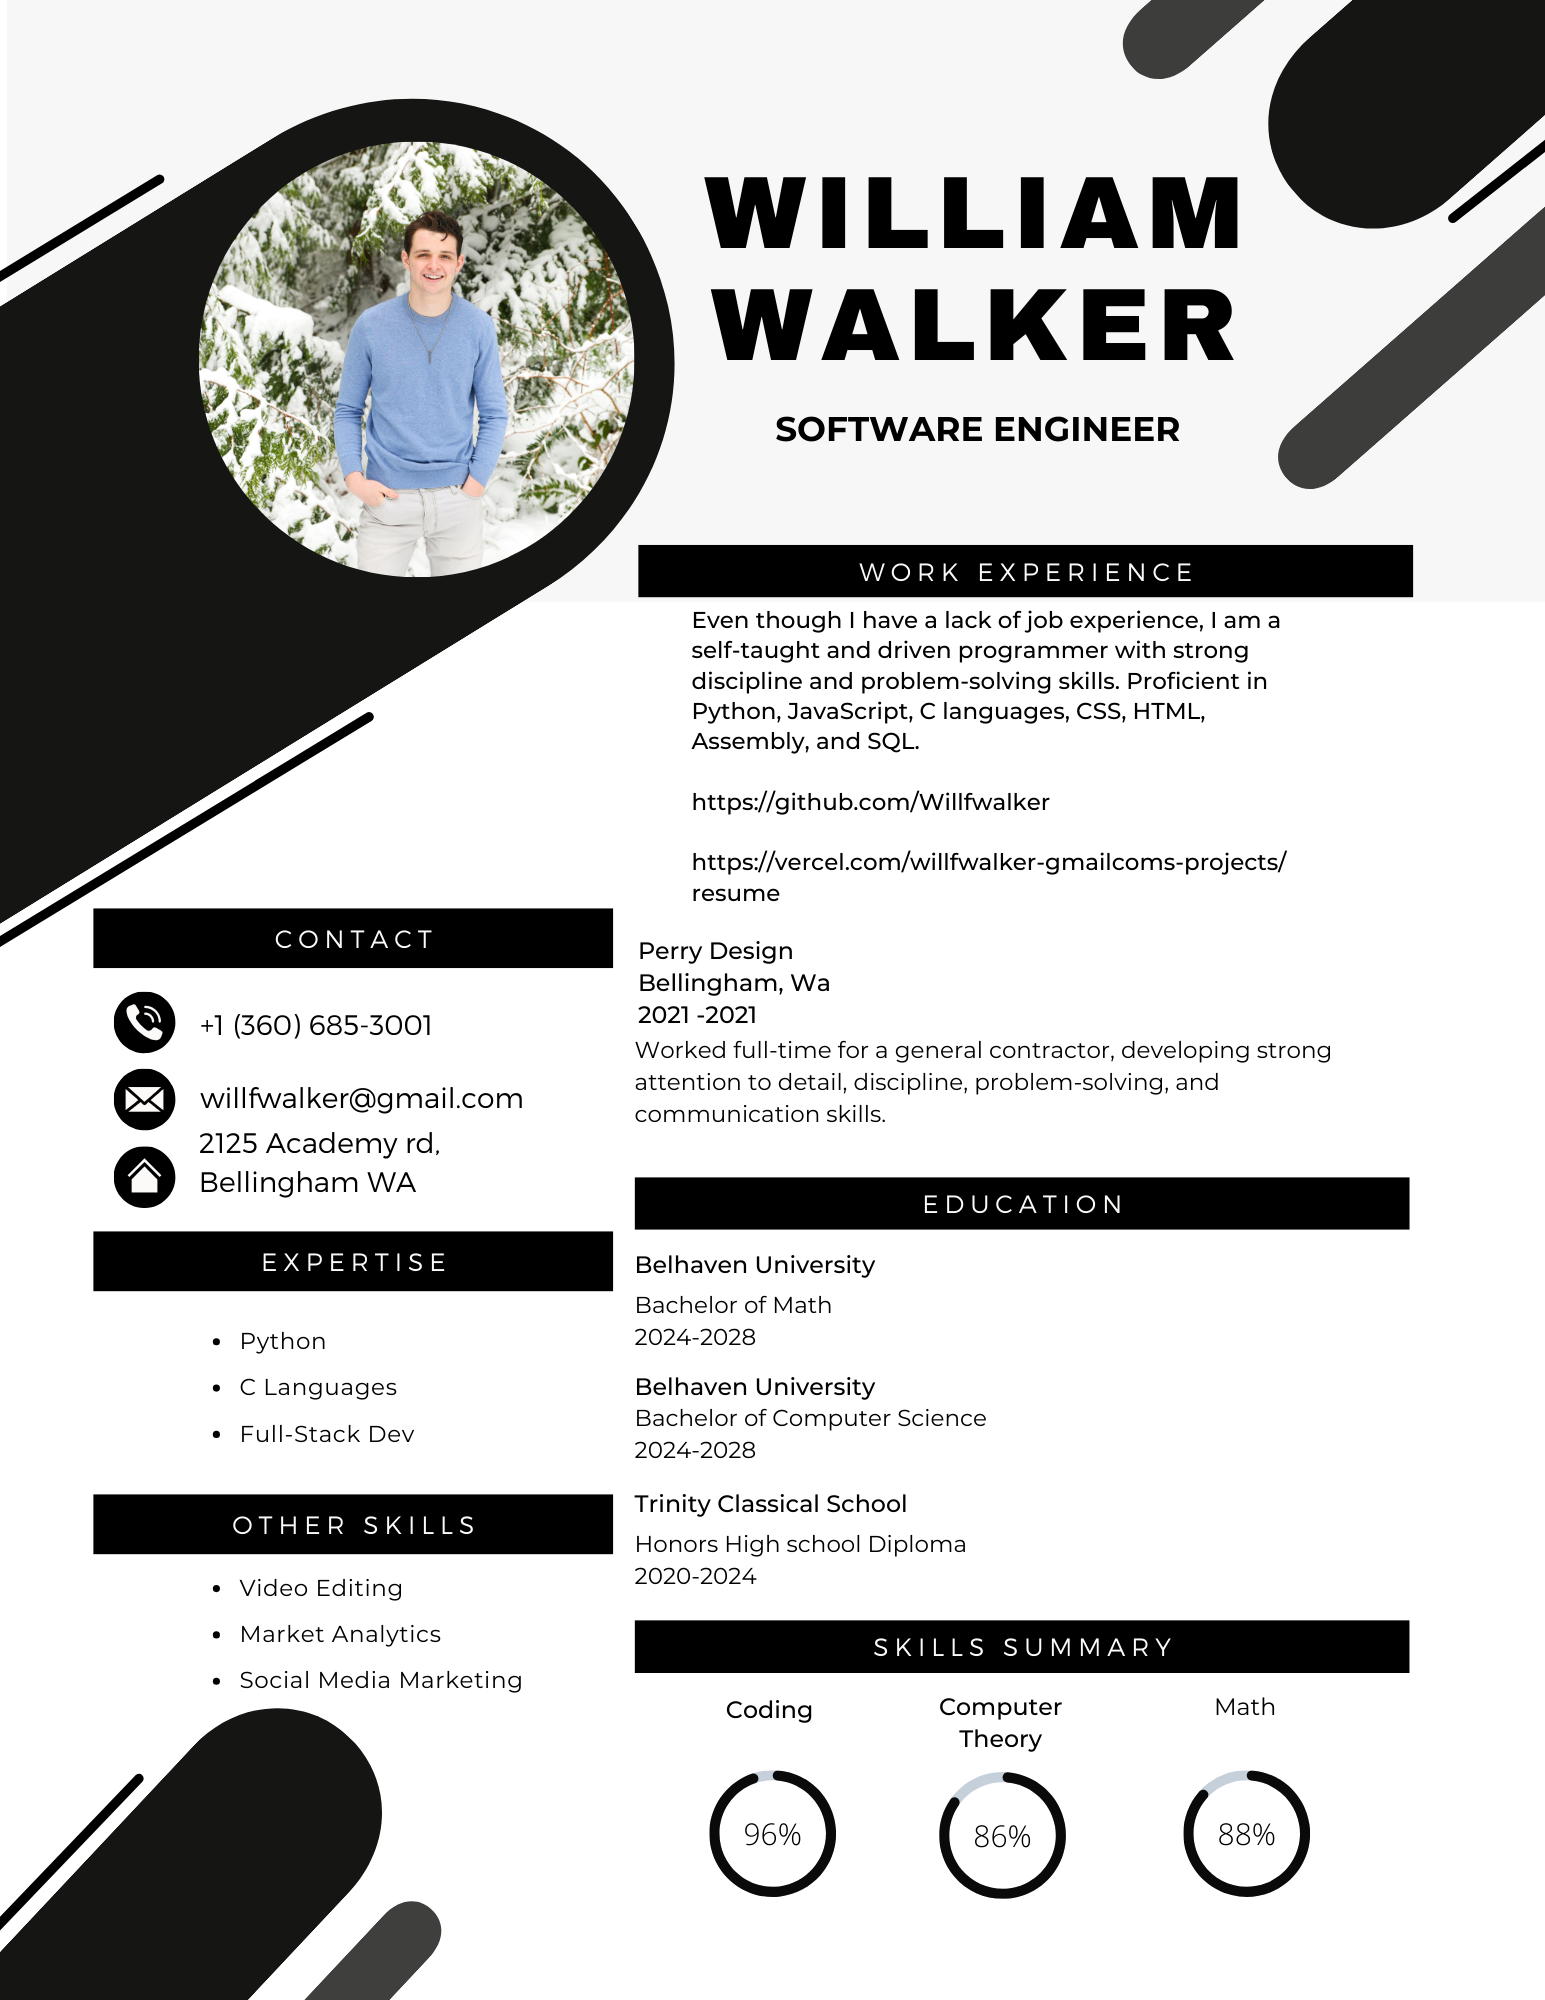 WILLIAM
WALKER
SOFTWARE ENGINEER
WORK EXPERIENCE
Even though I have a lack of job experience, I am a
self-taught and driven programmer with strong
discipline and problem-solving skills. Proficient in
Python, JavaScript, C languages, CSS, HTML,
Assembly, and SQL.
https://github.com/Willfwalker
https://vercel.com/willfwalker-gmailcoms-projects/
resume
Perry Design
Bellingham, Wa
2021 -2021
Worked full-time for a general contractor, developing strong
attention to detail, discipline, problem-solving, and
communication skills.
CONTACT
+1 (360) 685-3001
willfwalker@gmail.com
2125 Academy rd,
Bellingham WA
EXPERTISE
• Python
• C Languages
• Full-Stack Dev
OTHER SKILLS
• Video Editing
• Market Analytics
• Social Media Marketing
EDUCATION
Belhaven University
Bachelor of Math
2024-2028
Belhaven University
Bachelor of Computer Science
2024-2028
Trinity Classical School
Honors High school Diploma
2020-2024
SKILLS SUMMARY
Coding
96%
Computer
Theory
86%
Math
88%